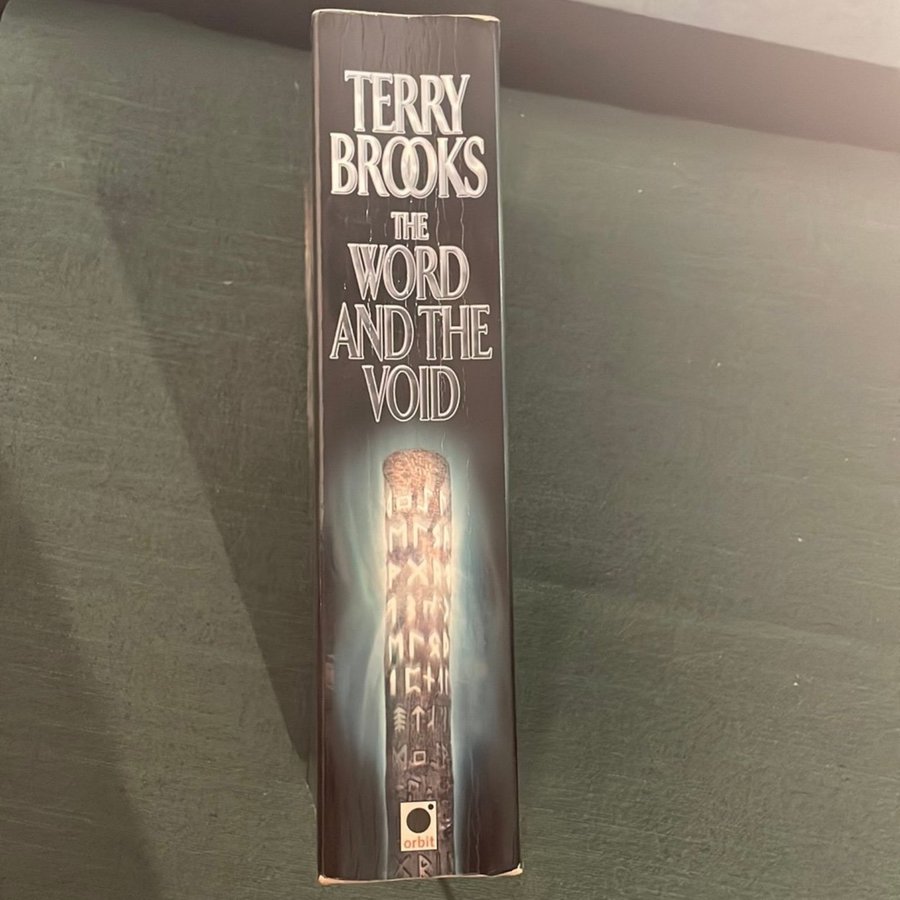 TERRY
BROOKS
THE
WORD
AND THE
VOID
orbit